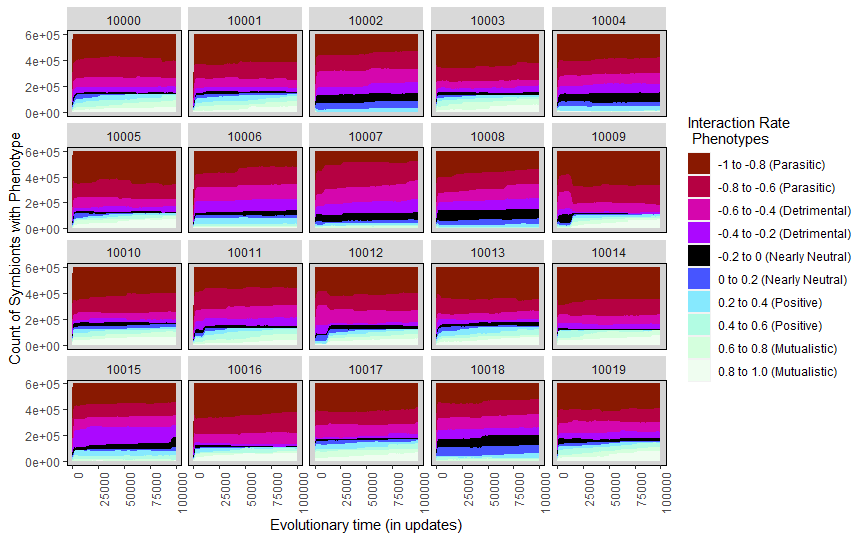 10000 10001 10002 10003 10004
6e+05
4e+05
2e+05
0e+00
10005 10006 10007 10008 10009
6e+05
4e+05
2e+05
0e+00
10010 10011 10012 10013 10014
6e+05
4e+05
2e+05
0e+00
10015 10016 10017 10018 10019
6e+05
4e+05
2e+05
0e+00
0 25000 50000 75000 100000 0 25000 50000 75000 100000 0 25000 50000 75000 100000 0 25000 50000 75000 100000 0 25000 50000 75000 100000
Evolutionary time (in updates)
Count of Symbionts with Phenotype
Interaction Rate
Phenotypes
-1 to -0.8 (Parasitic)
-0.8 to -0.6 (Parasitic)
-0.6 to -0.4 (Detrimental)
-0.4 to -0.2 (Detrimental)
-0.2 to 0 (Nearly Neutral)
0 to 0.2 (Nearly Neutral)
0.2 to 0.4 (Positive)
0.4 to 0.6 (Positive)
0.6 to 0.8 (Mutualistic)
0.8 to 1.0 (Mutualistic)